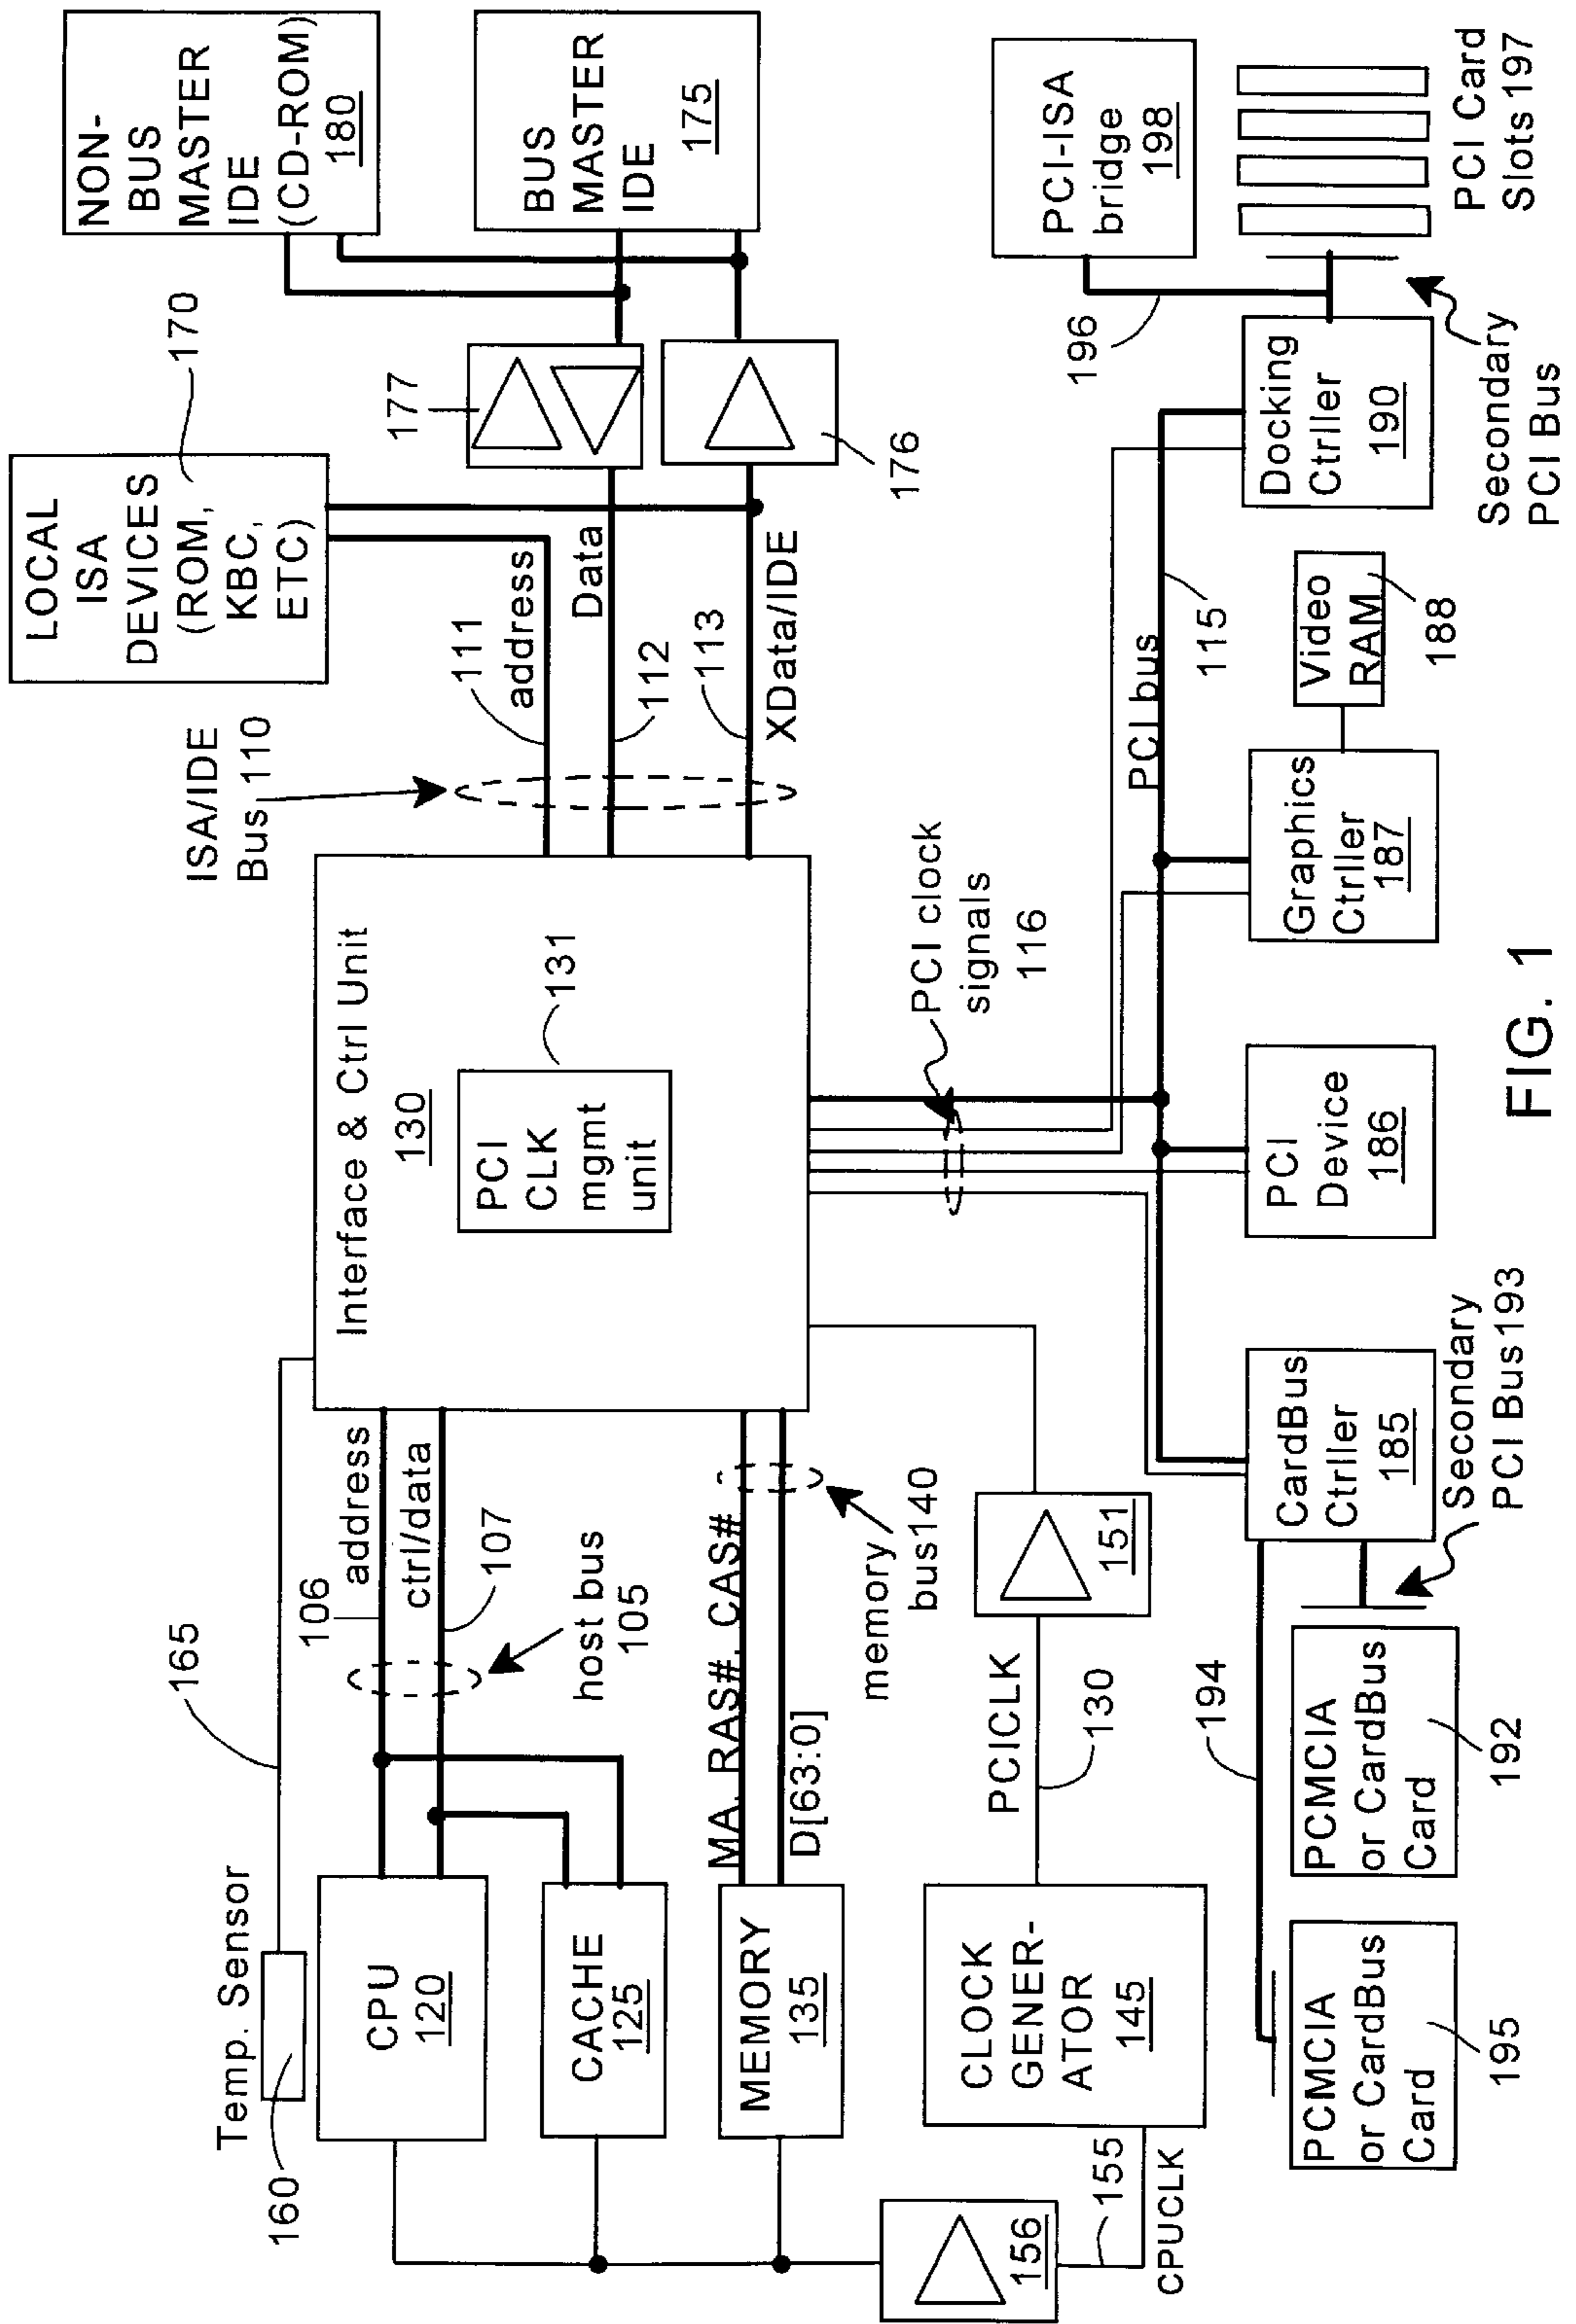 Temp. Sensor
160
165
CPU
120
106
address
ctrl/data
107
host bus
105
CACHE
125
MEMORY
135
MA, RAS#, CAS#
D[63:0]
memory
bus140
Interface & Ctrl Unit
130
PCI
CLK
mgmt
unit
131
ISA/IDE
Bus 110
111
address
Data
112
113
XData/IDE
LOCAL
ISA
DEVICES
(ROM,
KBC,
ETC)
170
177
176
NON-
BUS
MASTER
IDE
(CD-ROM)
180
BUS
MASTER
IDE
175
CLOCK
GENER-
ATOR
145
PCICLK
130
151
156
155
CPUCLK
PCI clock
signals
116
PCI bus
115
CardBus
Ctrller
185
PCI
Device
186
Graphics
Ctrller
187
Video
RAM
188
Docking
Ctrller
190
196
PCI-ISA
bridge
198
PCI Card
Slots197
Secondary
PCI Bus
Secondary
PCI Bus193
194
PCMCIA
or CardBus
Card
192
PCMCIA
or CardBus
Card
195
FIG. 1